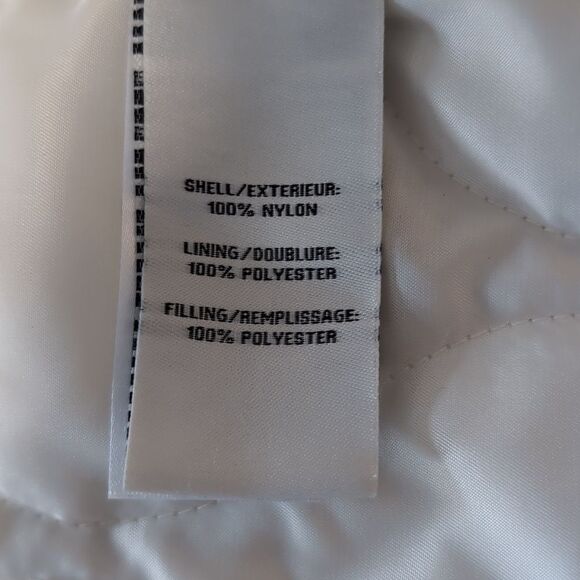 SHELL/EXTERIEUR:
100% NYLON
LINING/DOUBLURE:
100% POLYESTER
FILLING/REMPLISSAGE:
100% POLYESTER